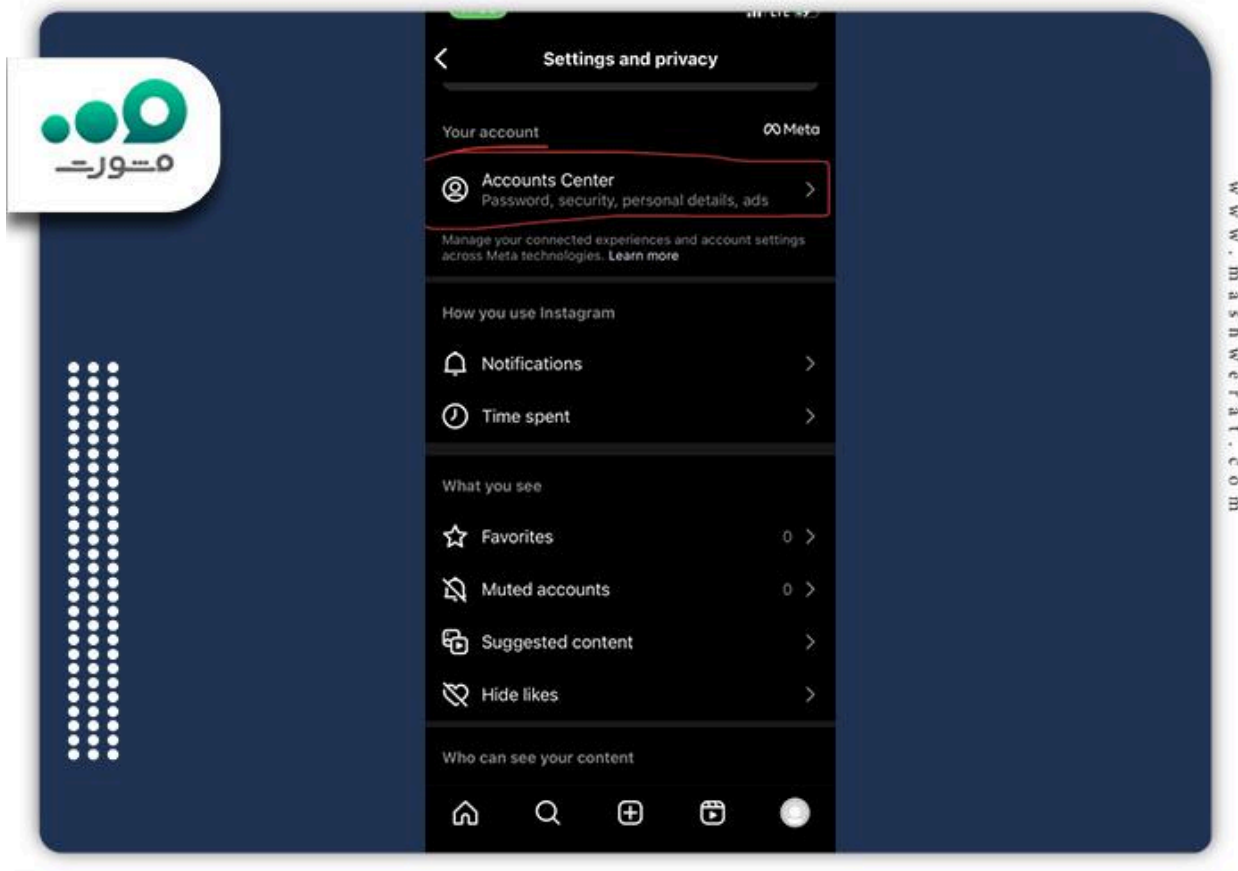 Settings and privacy
مشورت
Your account
Meta
Accounts Center
Password, security, personal details, ads
Manage your connected experiences and account settings
across Meta technologies. Learn more
How you use Instagram
Notifications
Time spent
What you see
Favorites 0
Muted accounts 0
Suggested content
Hide likes
Who can see your content
www.mashwerat.com